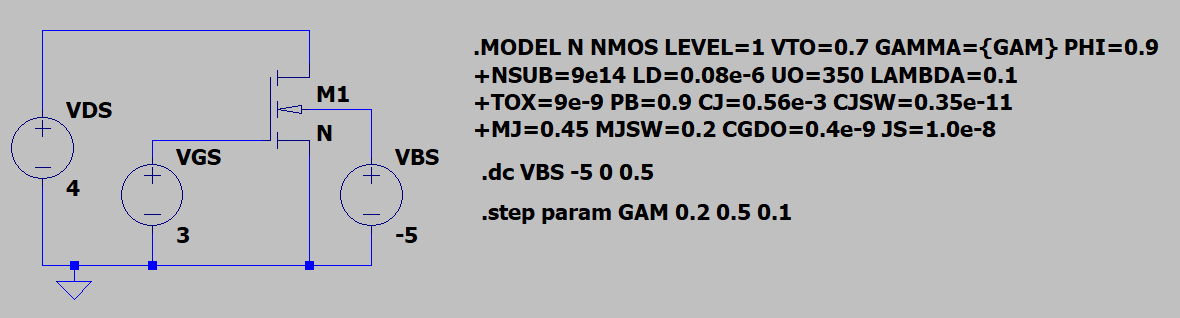 .MODEL N NMOS LEVEL=1 VTO=0.7 GAMMA={GAM} PHI=0.9
+NSUB=9e14 LD=0.08e-6 UO=350 LAMBDA=0.1
+TOX=9e-9 PB=0.9 CJ=0.56e-3 CJSW=0.35e-11
+MJ=0.45 MJSW=0.2 CGDO=0.4e-9 JS=1.0e-8
.dc VBS -5 0 0.5
.step param GAM 0.2 0.5 0.1
VDS
4
VGS
3
M1
N
VBS
-5